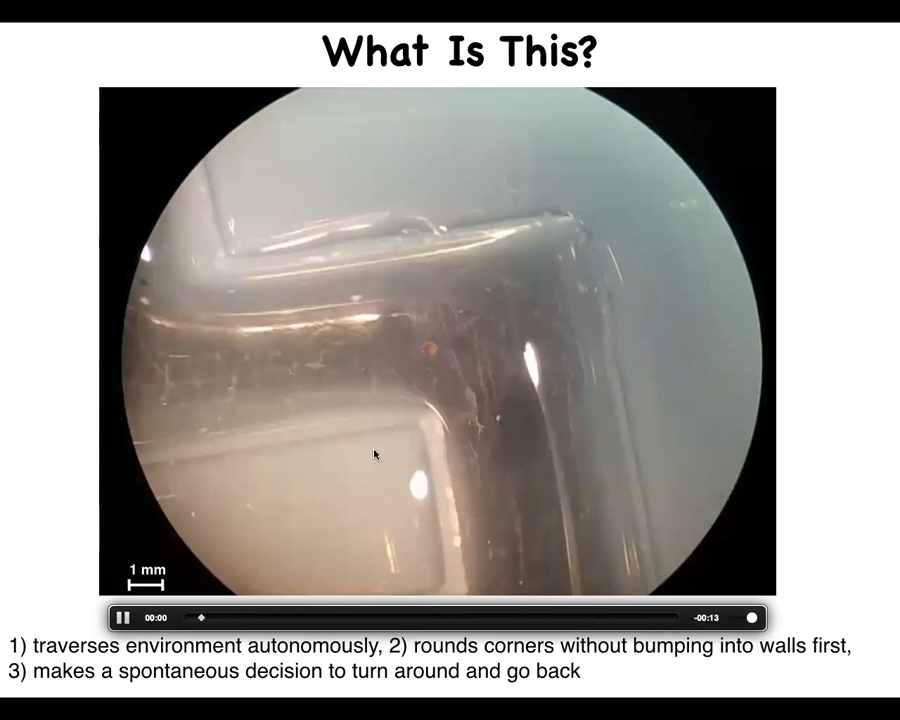 What Is This?
1 mm
00:00
-00:13
1) traverses environment autonomously, 2) rounds corners without bumping into walls first,
3) makes a spontaneous decision to turn around and go back